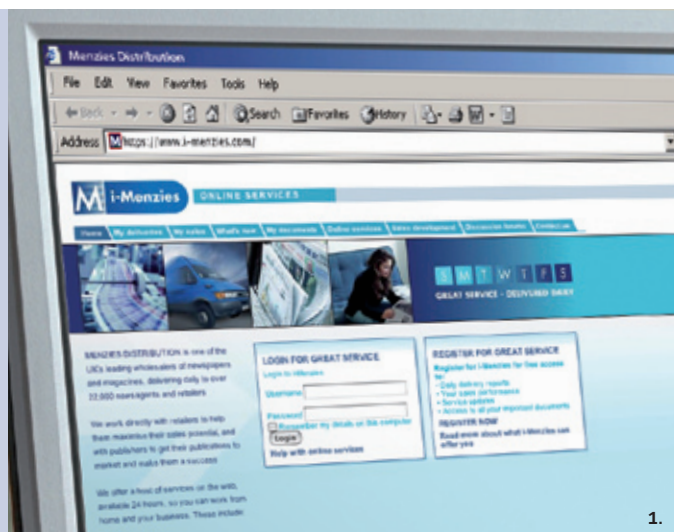 Menzies Distribution
File Edit View Favorites Tools Help
Back Search Favorites History
Address https://www.i-menzies.com/
M i-Menzies ONLINE SERVICES
Home My deliveries My sales What's new My documents Online services Sales development Discussion forums Contact us
S M T W T F S
GREAT SERVICE - DELIVERED DAILY
MENZIES DISTRIBUTION is one of the
UK's leading wholesalers of newspapers
and magazines, delivering daily to over
22,000 newsagents and retailers
We work directly with retailers to help
them maximise their sales potential, and
with publishers to get their publications to
market and make them a success
We offer a host of services on the web,
available 24 hours, so you can work from
home and your business. These include:
LOGIN FOR GREAT SERVICE
Login to i-Menzies
Username
Password
Remember my details on this computer
Login
Help with online services
REGISTER FOR GREAT SERVICE
Register for i-Menzies for free access
to:
• Daily delivery reports
• Your sales performance
• Service updates
• Access to all your important documents
REGISTER NOW
Read more about what i-Menzies can
offer you
1.